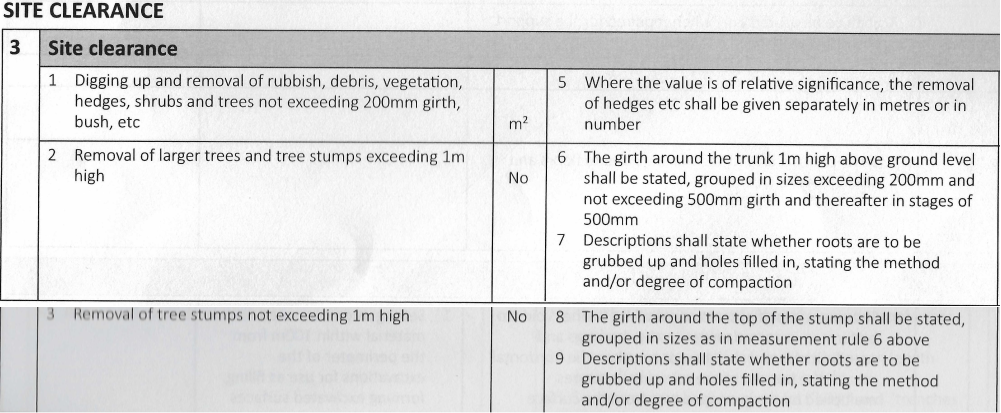 SITE CLEARANCE
3 Site clearance
1 Digging up and removal of rubbish, debris, vegetation,
hedges, shrubs and trees not exceeding 200mm girth,
bush, etc
m²
5 Where the value is of relative significance, the removal
of hedges etc shall be given separately in metres or in
number
2 Removal of larger trees and tree stumps exceeding 1m
high
No
6 The girth around the trunk 1m high above ground level
shall be stated, grouped in sizes exceeding 200mm and
not exceeding 500mm girth and thereafter in stages of
500mm
7 Descriptions shall state whether roots are to be
grubbed up and holes filled in, stating the method
and/or degree of compaction
3 Removal of tree stumps not exceeding 1m high
No
8 The girth around the top of the stump shall be stated,
grouped in sizes as in measurement rule 6 above
9 Descriptions shall state whether roots are to be
grubbed up and holes filled in, stating the method
and/or degree of compaction